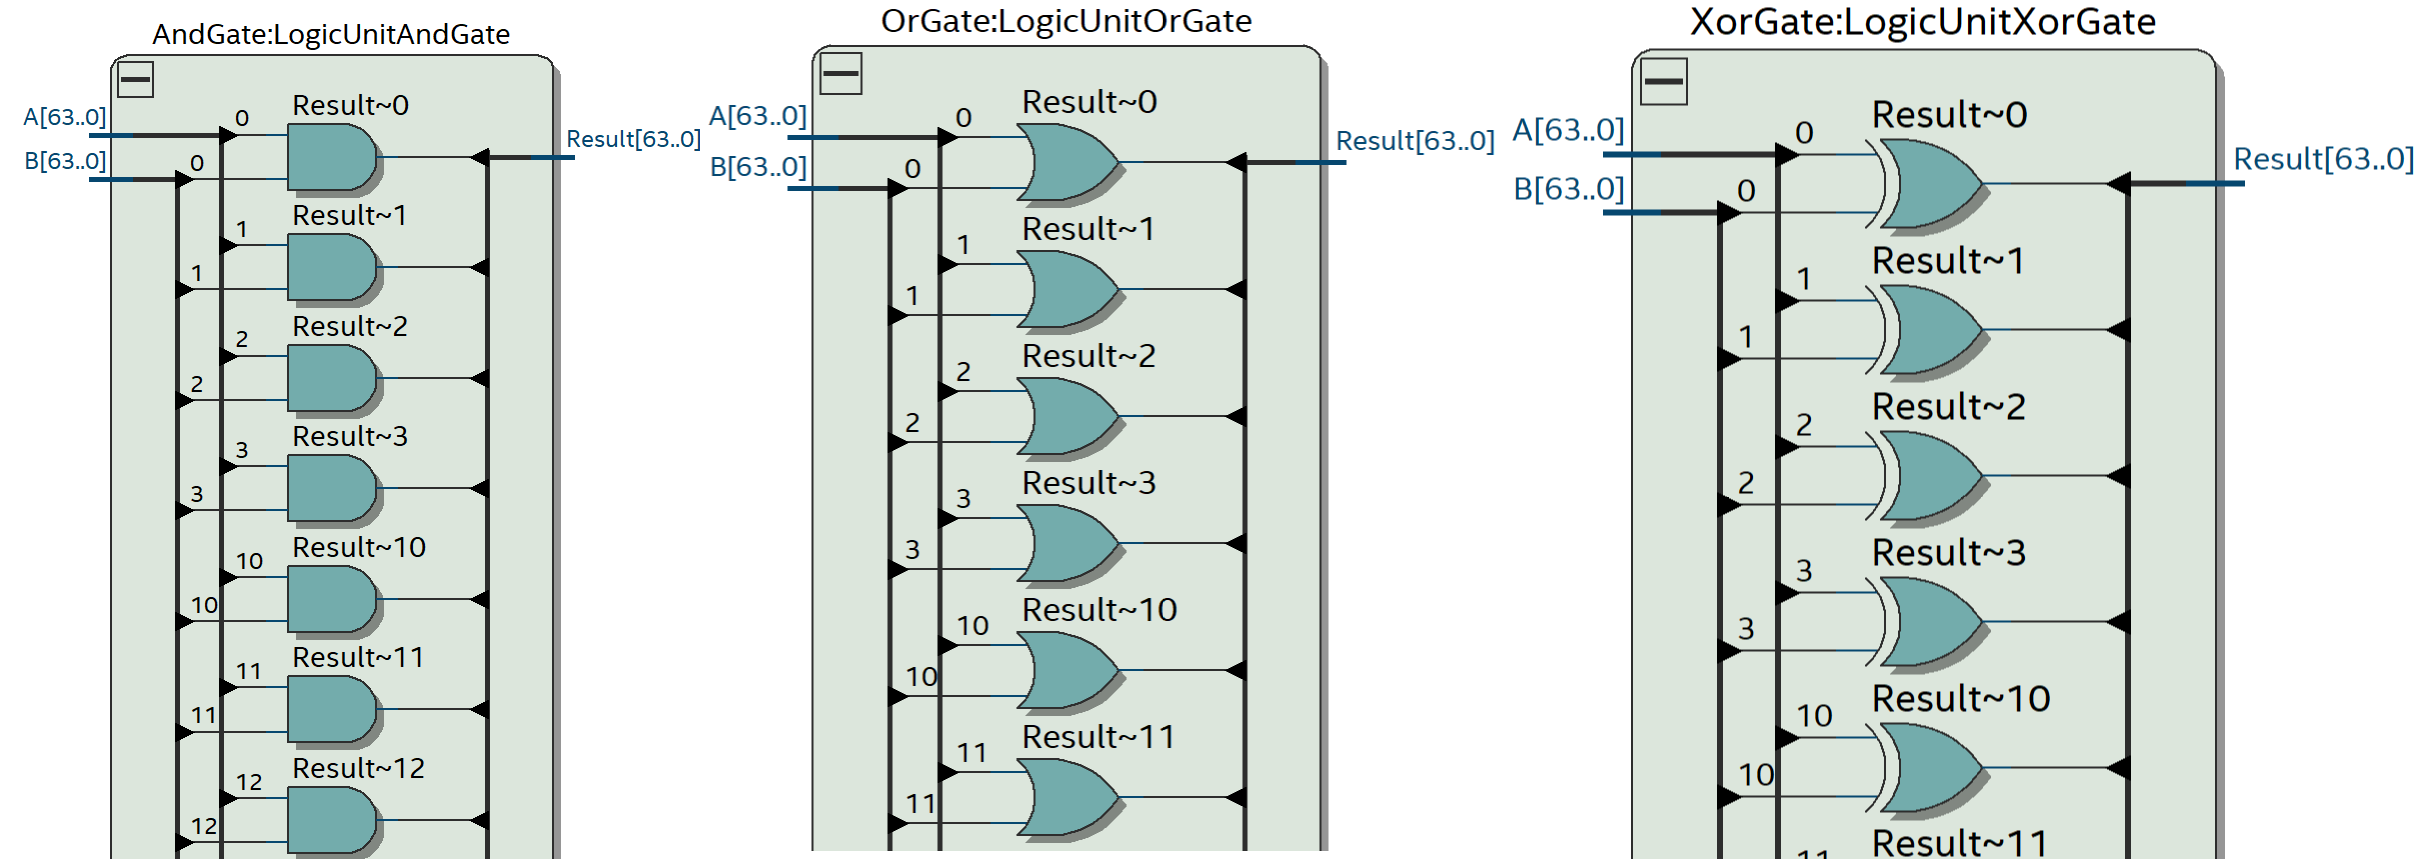 AndGate:LogicUnitAndGate
A[63..0]
B[63..0]
0
0
Result~0
Result[63..0]
1
1
Result~1
2
2
Result~2
3
3
Result~3
10
10
Result~10
11
11
Result~11
12
12
Result~12
OrGate:LogicUnitOrGate
A[63..0]
B[63..0]
0
0
Result~0
Result[63..0]
1
1
Result~1
2
2
Result~2
3
3
Result~3
10
10
Result~10
11
11
Result~11
XorGate:LogicUnitXorGate
A[63..0]
B[63..0]
0
0
Result~0
Result[63..0]
1
1
Result~1
2
2
Result~2
3
3
Result~3
10
10
Result~10
11
Result~11